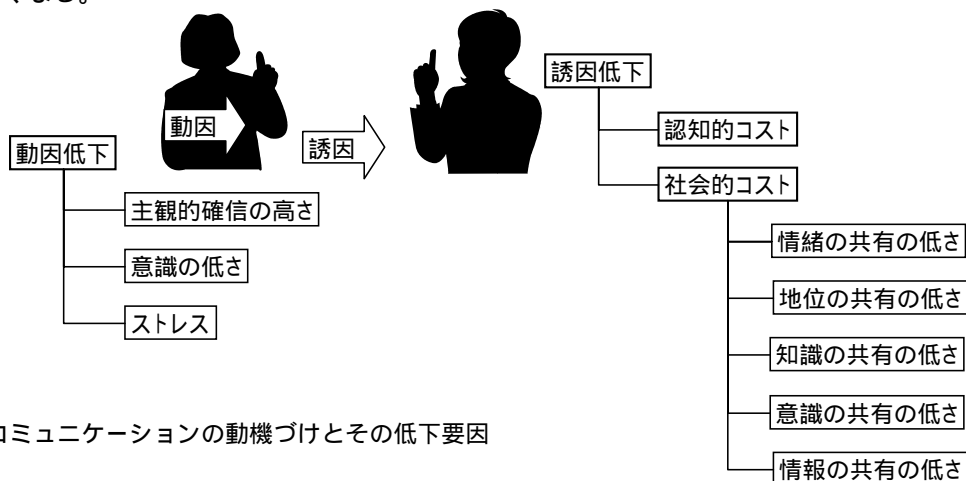 動因
誘因
動因低下
主観的確信の高さ
意識の低さ
ストレス
誘因低下
認知的コスト
社会的コスト
情緒の共有の低さ
地位の共有の低さ
知識の共有の低さ
意識の共有の低さ
情報の共有の低さ
コミュニケーションの動機づけとその低下要因